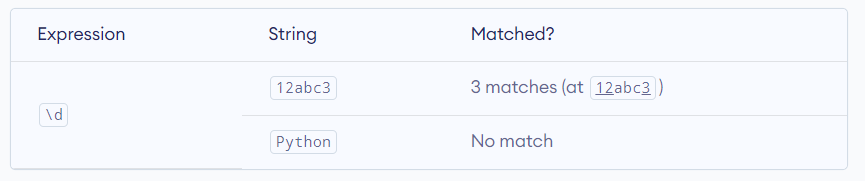 Expression String Matched?
12abc3 3 matches (at 12abc3)
\d
Python No match